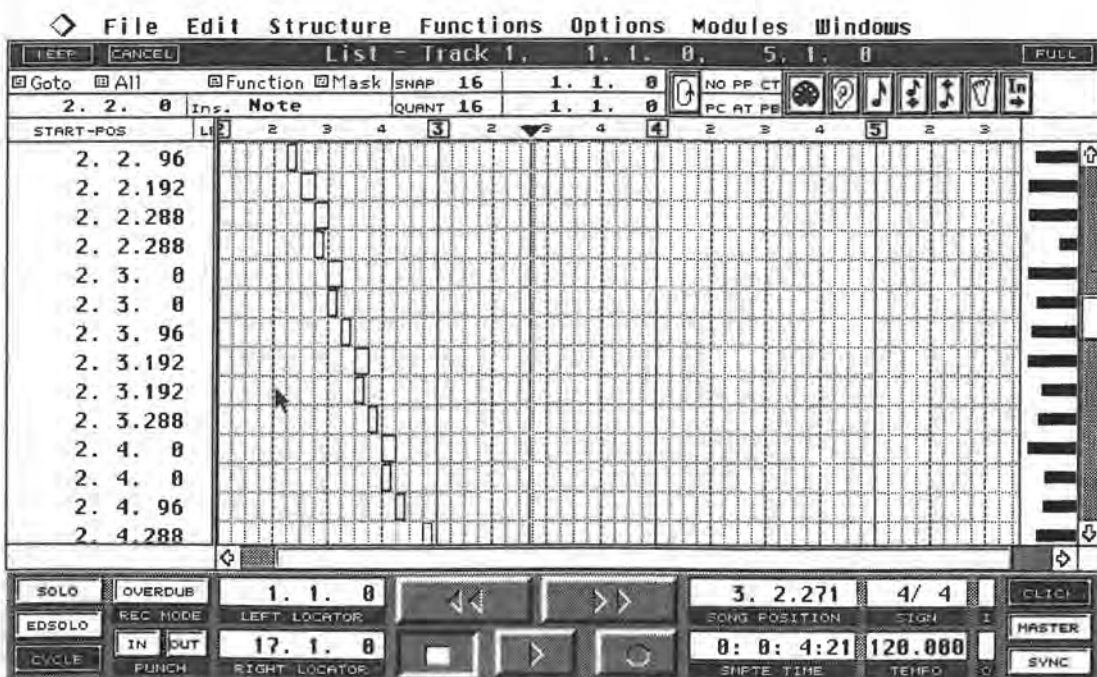 File Edit Structure Functions Options Modules Windows
KEEP CANCEL List - Track 1, 1. 1. 0, 5. 1. 0 FULL
Goto All Function Mask SNAP 16 1. 1. 0 NO PP CT In
2. 2. 0 Ins. Note QUANT 16 1. 1. 0 PC AT PB
START-POS 2 2 3 4 3 2 3 4 4 2 3 4 5 2 3
2. 2. 96
2. 2.192
2. 2.288
2. 2.288
2. 3. 0
2. 3. 0
2. 3. 96
2. 3.192
2. 3.192
2. 3.288
2. 4. 0
2. 4. 0
2. 4. 96
2. 4.288
SOLO OVERDUB 1. 1. 0 3. 2.271 4/ 4 CLICK
REC MODE LEFT LOCATOR SONG POSITION SIGN I
EDSOLO MASTER
IN OUT 17. 1. 0 0: 0: 4:21 120.000
CYCLE PUNCH RIGHT LOCATOR SMPTE TIME TEMPO O SYNC